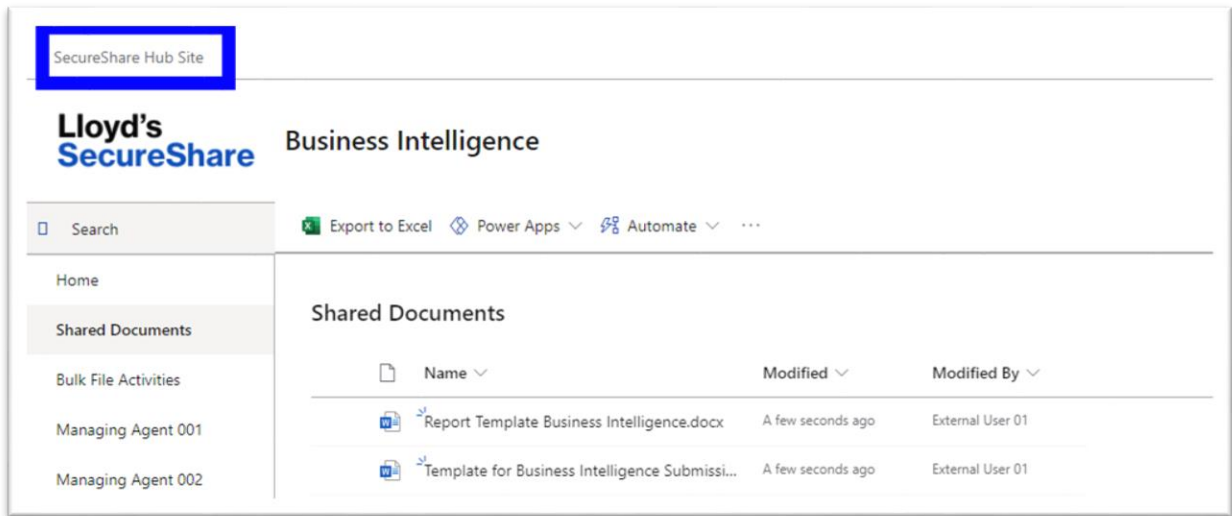 SecureShare Hub Site
Lloyd's
SecureShare
Business Intelligence
Search
Export to Excel Power Apps Automate ...
Home
Shared Documents
Bulk File Activities
Managing Agent 001
Managing Agent 002
Shared Documents
Name Modified Modified By
Report Template Business Intelligence.docx A few seconds ago External User 01
Template for Business Intelligence Submissi... A few seconds ago External User 01